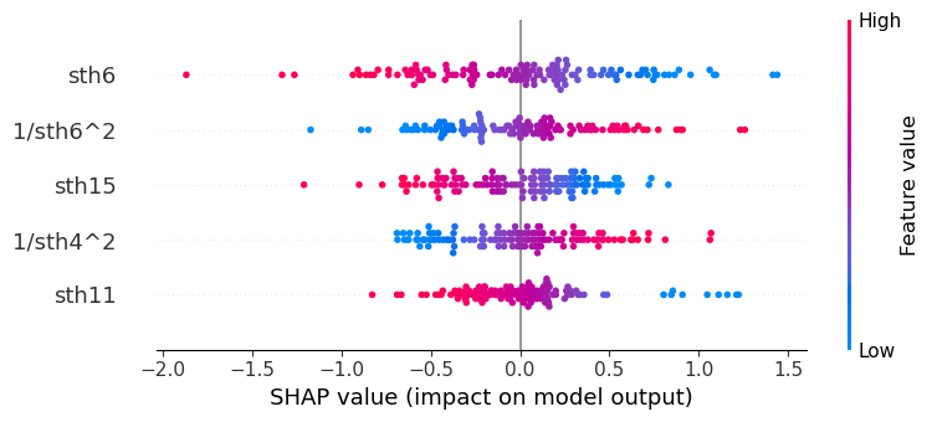 High
sth6
1/sth6^2
sth15
1/sth4^2
sth11
Feature value
Low
−2.0 −1.5 −1.0 −0.5 0.0 0.5 1.0 1.5
SHAP value (impact on model output)